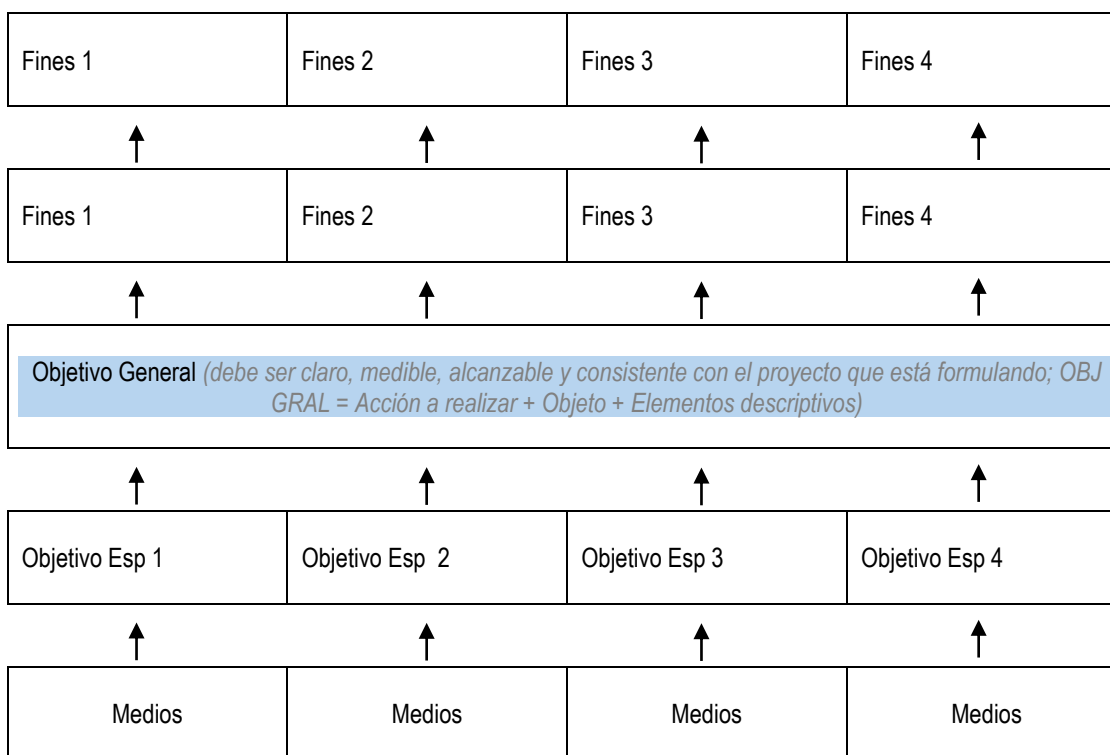 Fines 1 Fines 2 Fines 3 Fines 4
Fines 1 Fines 2 Fines 3 Fines 4
Objetivo General (debe ser claro, medible, alcanzable y consistente con el proyecto que está formulando; OBJ
GRAL = Acción a realizar + Objeto + Elementos descriptivos)
Objetivo Esp 1 Objetivo Esp  2 Objetivo Esp 3 Objetivo Esp 4
Medios Medios Medios Medios